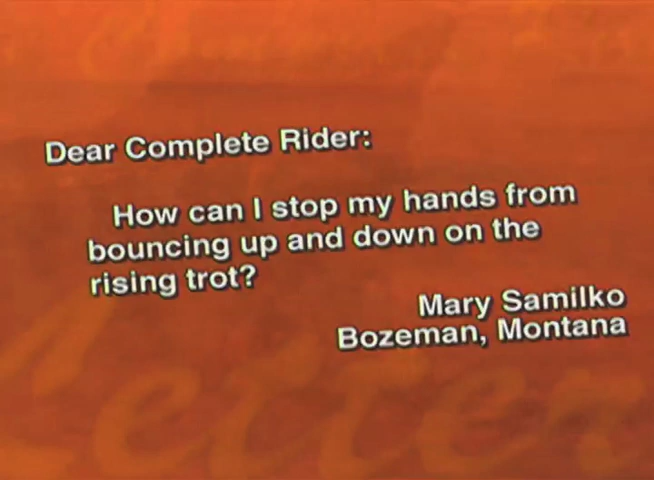 Dear Complete Rider:
How can I stop my hands from
bouncing up and down on the
rising trot?
Mary Samilko
Bozeman, Montana
Letters